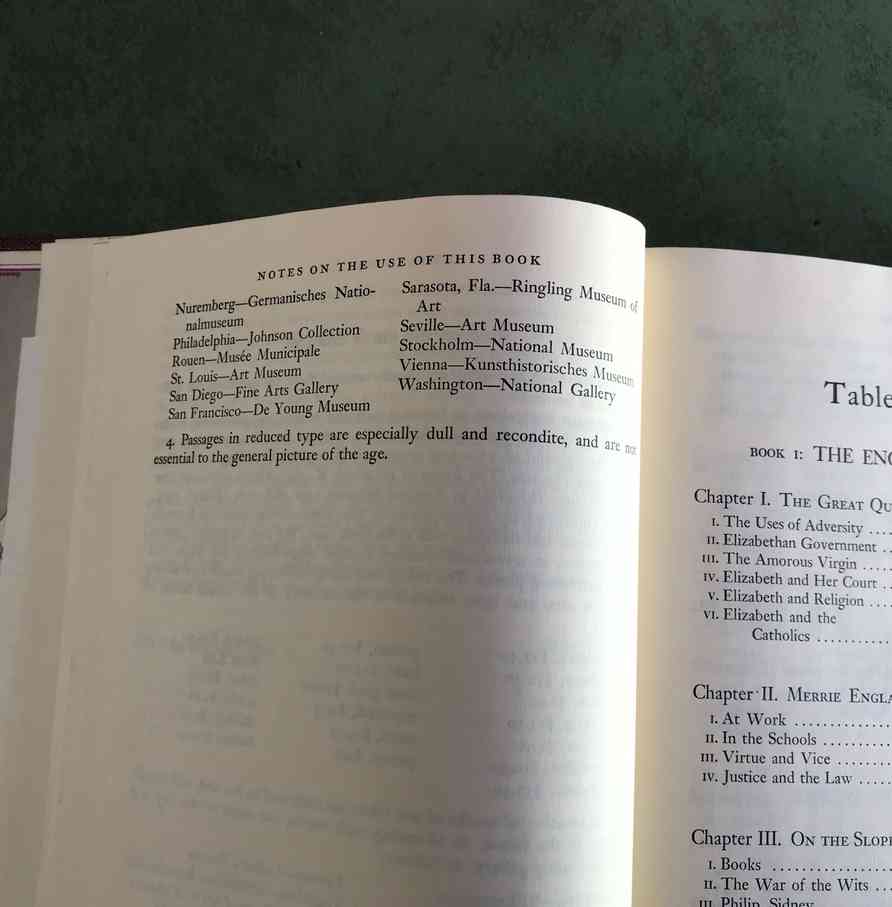 NOTES ON THE USE OF THIS BOOK
Nuremberg—Germanisches Natio-
nalmuseum
Philadelphia—Johnson Collection
Rouen—Musée Municipale
St. Louis—Art Museum
San Diego—Fine Arts Gallery
San Francisco—De Young Museum
Sarasota, Fla.—Ringling Museum of
Art
Seville—Art Museum
Stockholm—National Museum
Vienna—Kunsthistorisches Museum
Washington—National Gallery
4. Passages in reduced type are especially dull and recondite, and are not
essential to the general picture of the age.
Table
BOOK I: THE ENG
Chapter I. THE GREAT QU
I. The Uses of Adversity ....
II. Elizabethan Government ..
III. The Amorous Virgin .....
IV. Elizabeth and Her Court ..
V. Elizabeth and Religion ....
VI. Elizabeth and the
Catholics ...........
Chapter II. MERRIE ENGLA
I. At Work ..............
II. In the Schools ..........
III. Virtue and Vice ........
IV. Justice and the Law .....
Chapter III. ON THE SLOPE
I. Books .................
II. The War of the Wits ...
III. Philip Sidney